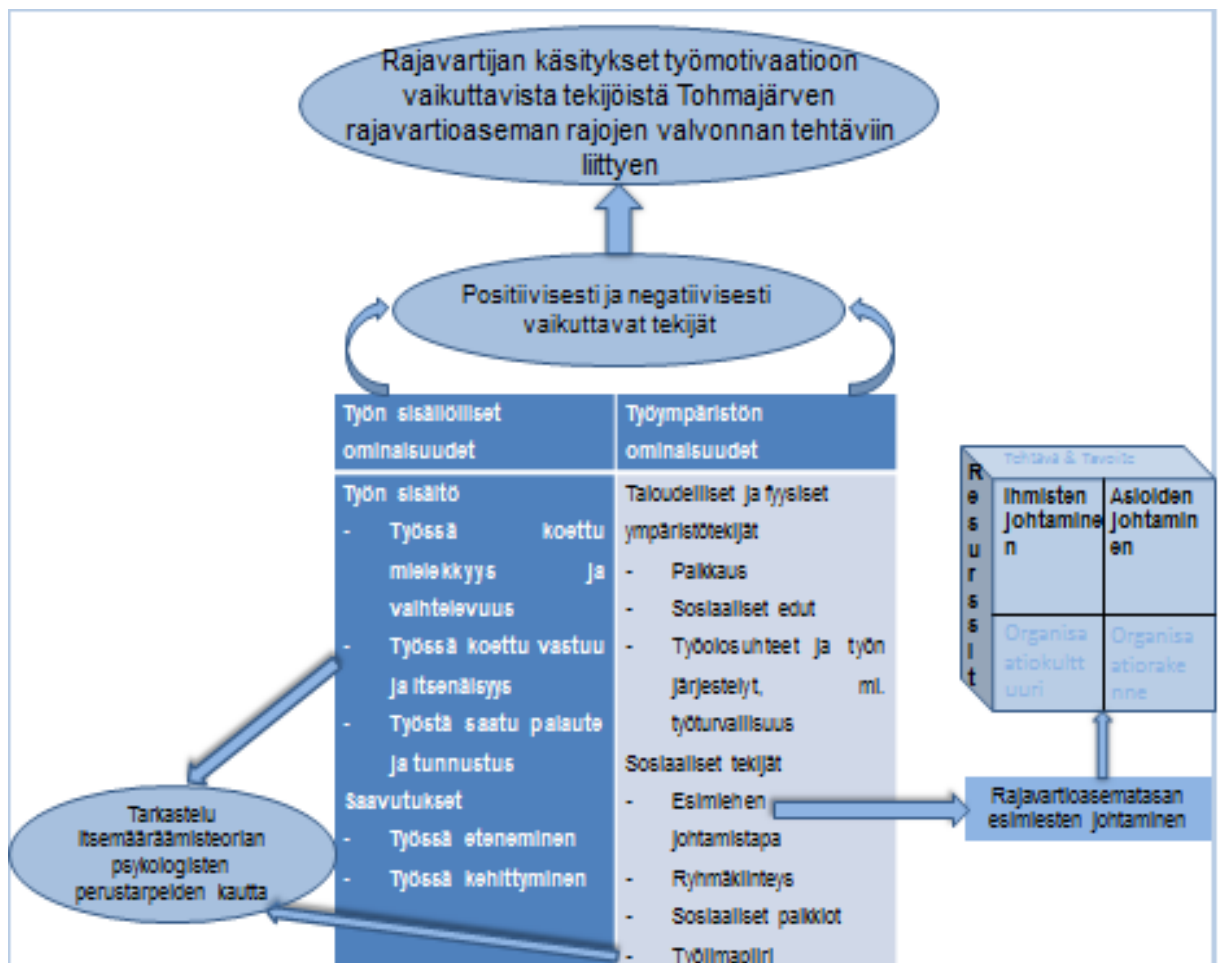 Rajavartijan käsitykset työmotivaatioon
vaikuttavista tekijöistä Tohmajärven
rajavartioaseman rajojen valvonnan tehtäviin
liittyen
Positiivisesti ja negatiivisesti
vaikuttavat tekijät
Työn sisällölliset
ominaisuudet
Työympäristön
ominaisuudet
Työn sisältö
- Työssä koettu
mielekkyys ja
vaihtelevuus
- Työssä koettu vastuu
ja itsenäisyys
- Työstä saatu palaute
ja tunnustus
Saavutukset
- Työssä eteneminen
- Työssä kehittyminen
Taloudelliset ja fyysiset
ympäristötekijät
- Palkkaus
- Sosiaaliset edut
- Työolosuhteet ja työn
järjestelyt, ml.
työturvallisuus
Sosiaaliset tekijät
- Esimiehen
johtamistapa
- Ryhmäkiinteys
- Sosiaaliset palkkiot
- Työilmapiiri
Tarkastelu
itsemääräämisteorian
psykologisten
perustarpeiden kautta
Tehtävä & Tavoite
Resurssit
Ihmisten
johtamine
n
Asioiden
johtamin
en
Organisa
atiokultt
uuri
Organisa
atiorake
nne
Rajavartioasematasan
esimiesten johtaminen